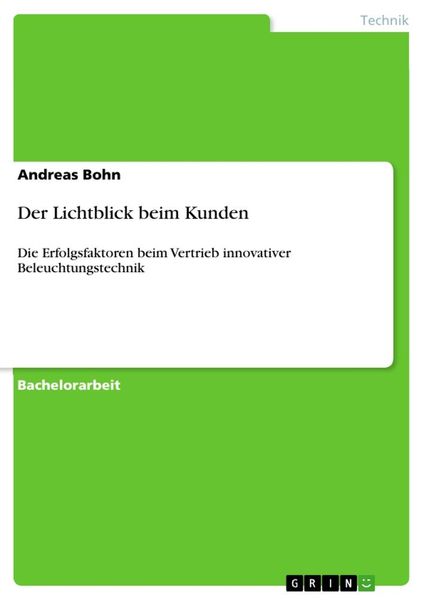 Technik
Andreas Bohn
Der Lichtblick beim Kunden
Die Erfolgsfaktoren beim Vertrieb innovativer
Beleuchtungstechnik
Bachelorarbeit
GRIN